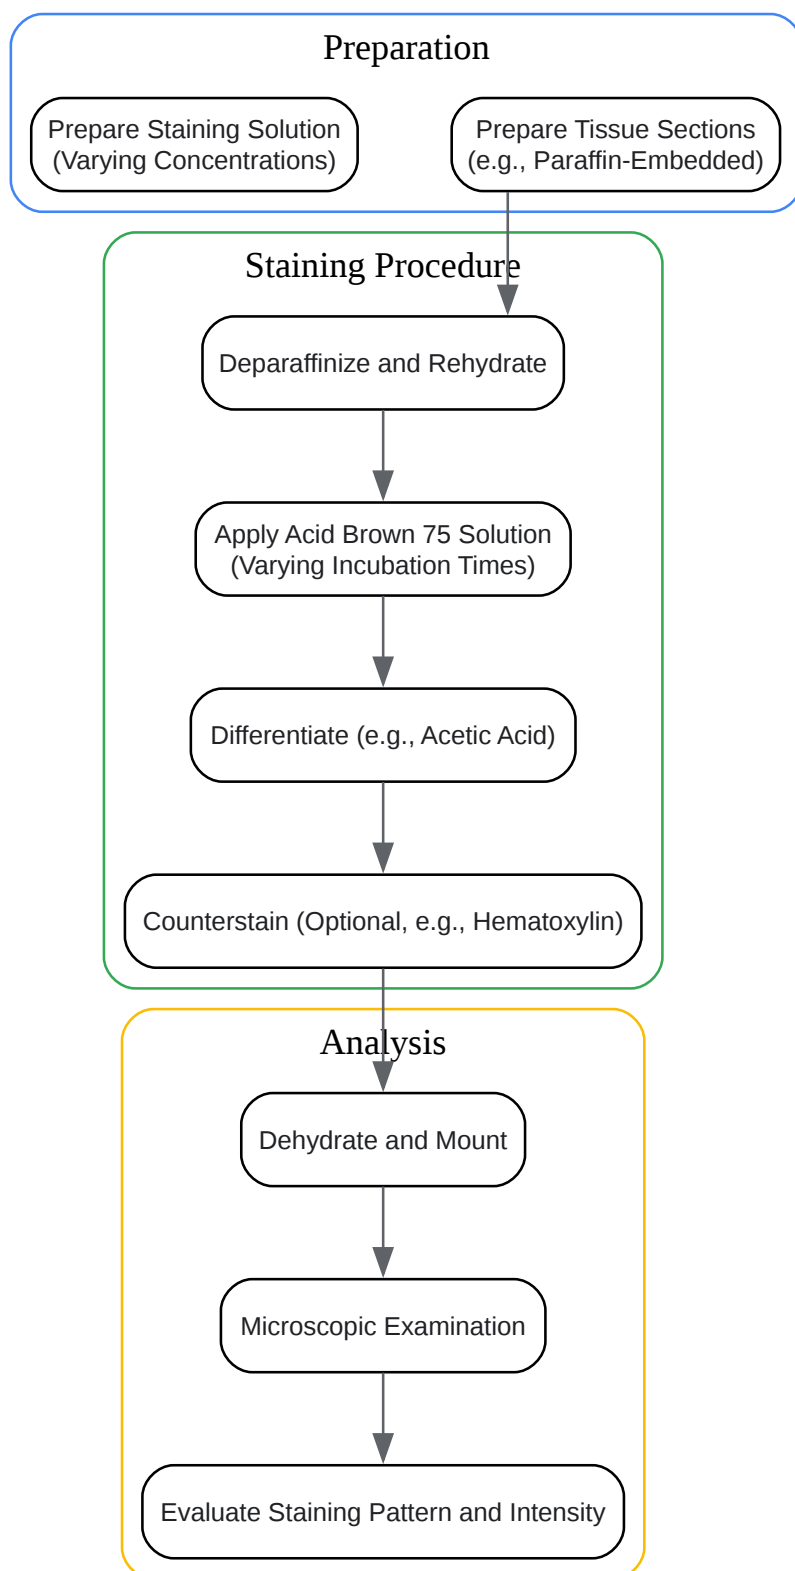 Preparation
Prepare Staining Solution
(Varying Concentrations)
Prepare Tissue Sections
(e.g., Paraffin-Embedded)
Staining Procedure
Deparaffinize and Rehydrate
Apply Acid Brown 75 Solution
(Varying Incubation Times)
Differentiate (e.g., Acetic Acid)
Counterstain (Optional, e.g., Hematoxylin)
Analysis
Dehydrate and Mount
Microscopic Examination
Evaluate Staining Pattern and Intensity